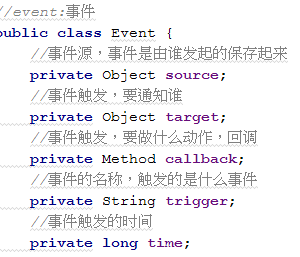 //event:事件
public class Event {
//事件源，事件是由谁发起的保存起来
private Object source;
//事件触发，要通知谁
private Object target;
//事件触发，要做什么动作，回调
private Method callback;
//事件的名称，触发的是什么事件
private String trigger;
//事件触发的时间
private long time;